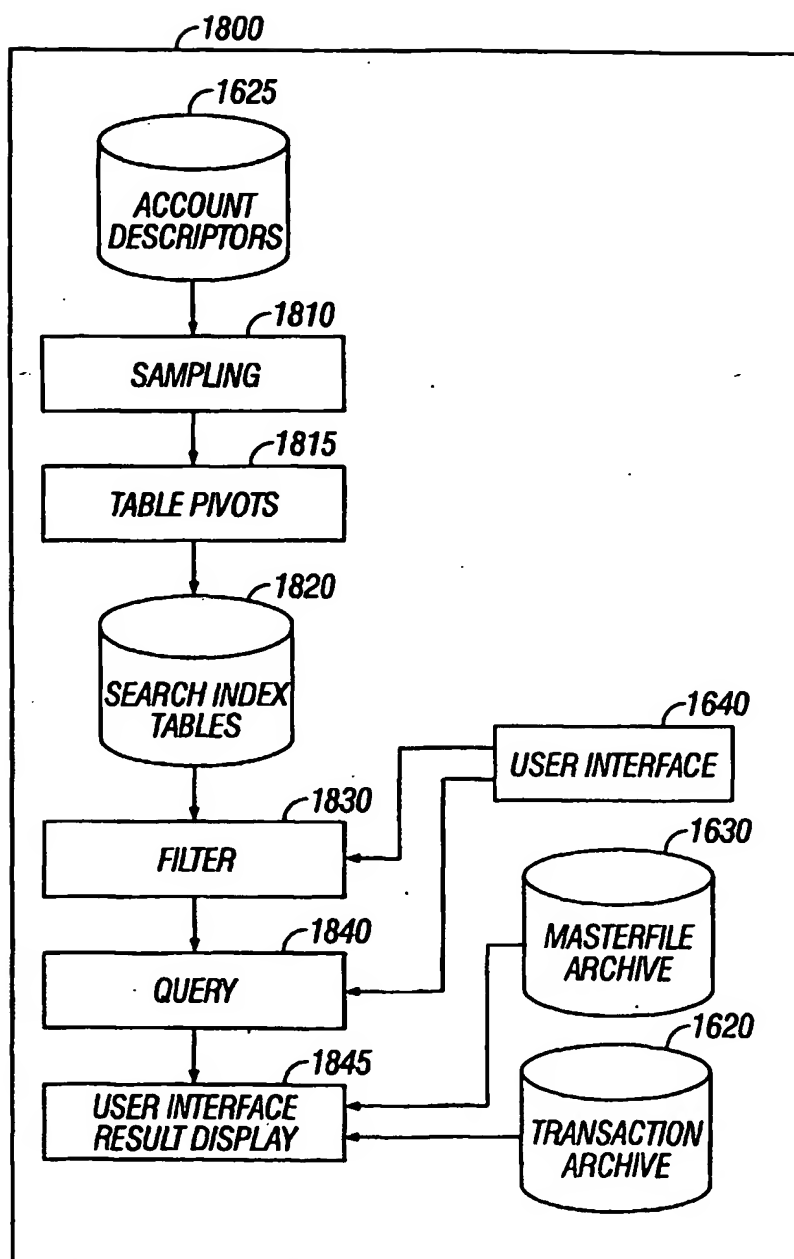 1800
1625
ACCOUNT
DESCRIPTORS
1810
SAMPLING
1815
TABLE PIVOTS
1820
SEARCH INDEX
TABLES
1640
USER INTERFACE
1830
FILTER
1630
MASTERFILE
ARCHIVE
1840
QUERY
1620
TRANSACTION
ARCHIVE
1845
USER INTERFACE
RESULT DISPLAY